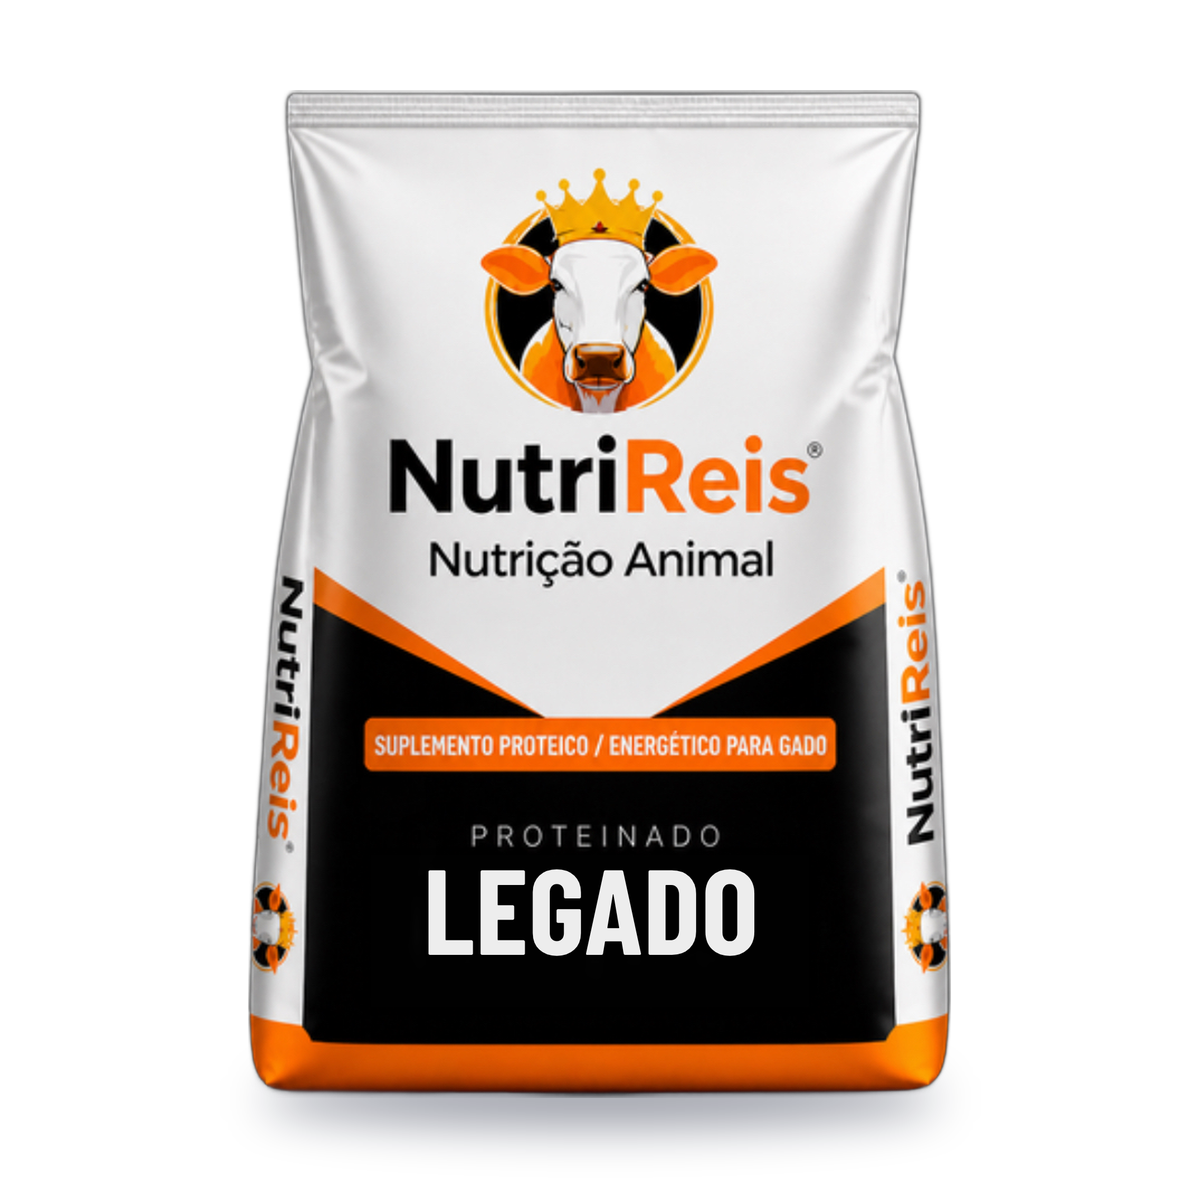 NutriReis®
Nutrição Animal
SUPLEMENTO PROTEICO / ENERGÉTICO PARA GADO
PROTEINADO
LEGADO
NutriReis®
NutriReis®